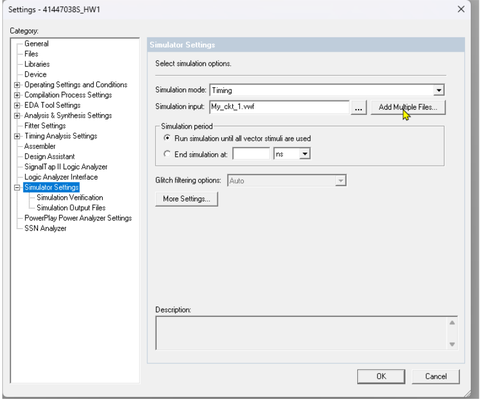 Settings - 41447038S_HW1
Category:
General
Files
Libraries
Device
Operating Settings and Conditions
Compilation Process Settings
EDA Tool Settings
Analysis & Synthesis Settings
Fitter Settings
Timing Analysis Settings
Assembler
Design Assistant
SignalTap II Logic Analyzer
Logic Analyzer Interface
Simulator Settings
Simulation Verification
Simulation Output Files
PowerPlay Power Analyzer Settings
SSN Analyzer
Simulator Settings
Select simulation options.
Simulation mode: Timing
Simulation input: My_ckt_1.vwf ... Add Multiple Files...
Simulation period
Run simulation until all vector stimuli are used
End simulation at: ns
Glitch filtering options: Auto
More Settings...
Description:
OK Cancel